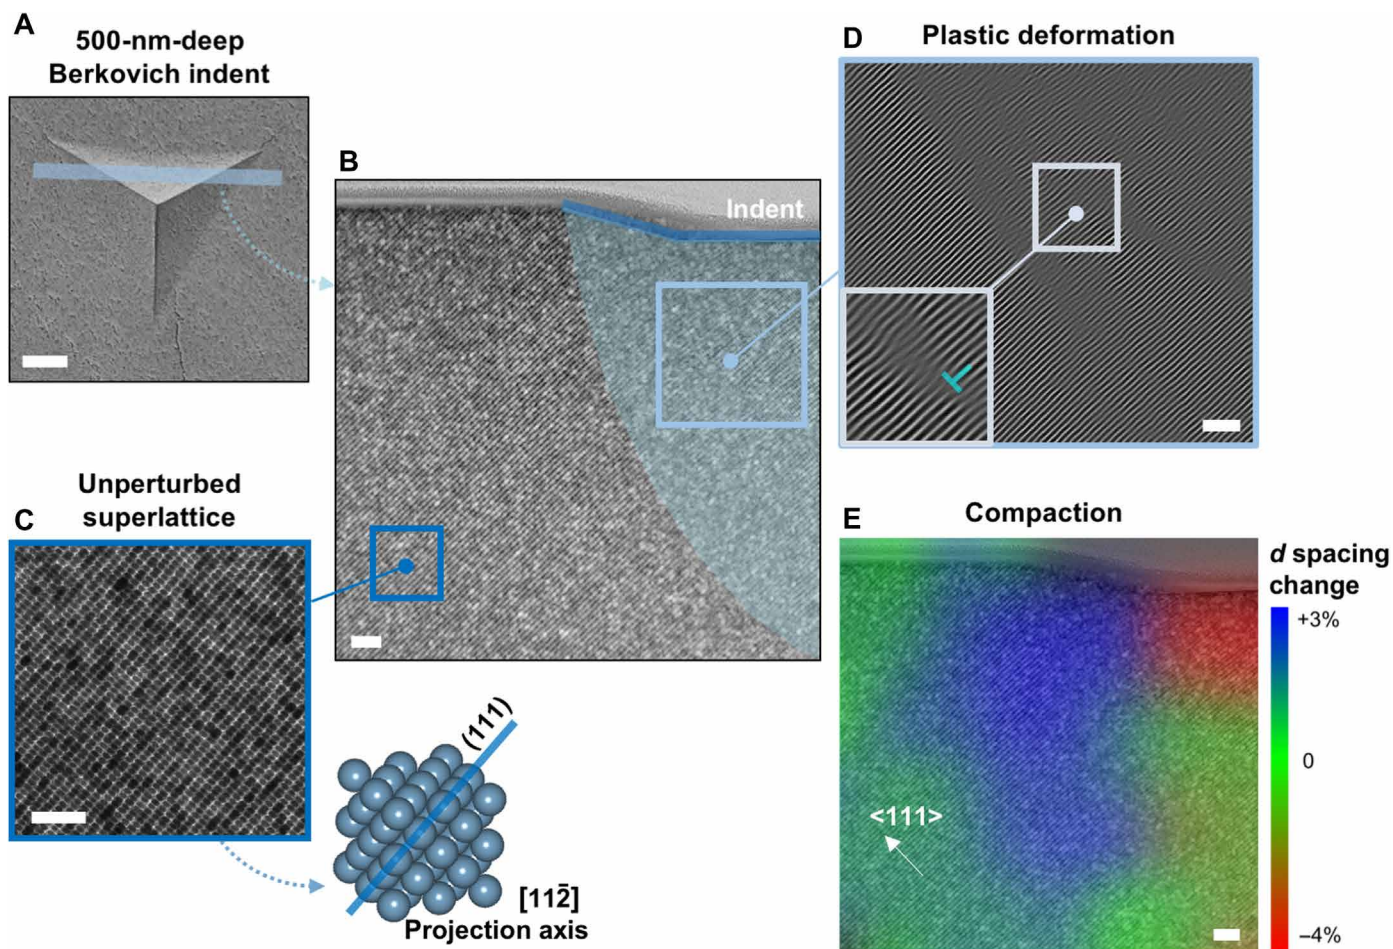 A
500-nm-deep
Berkovich indent
B
Indent
C
Unperturbed
superlattice
(111)
[112̄]
Projection axis
D
Plastic deformation
E
Compaction
d spacing
change
+3%
0
–4%
<111>